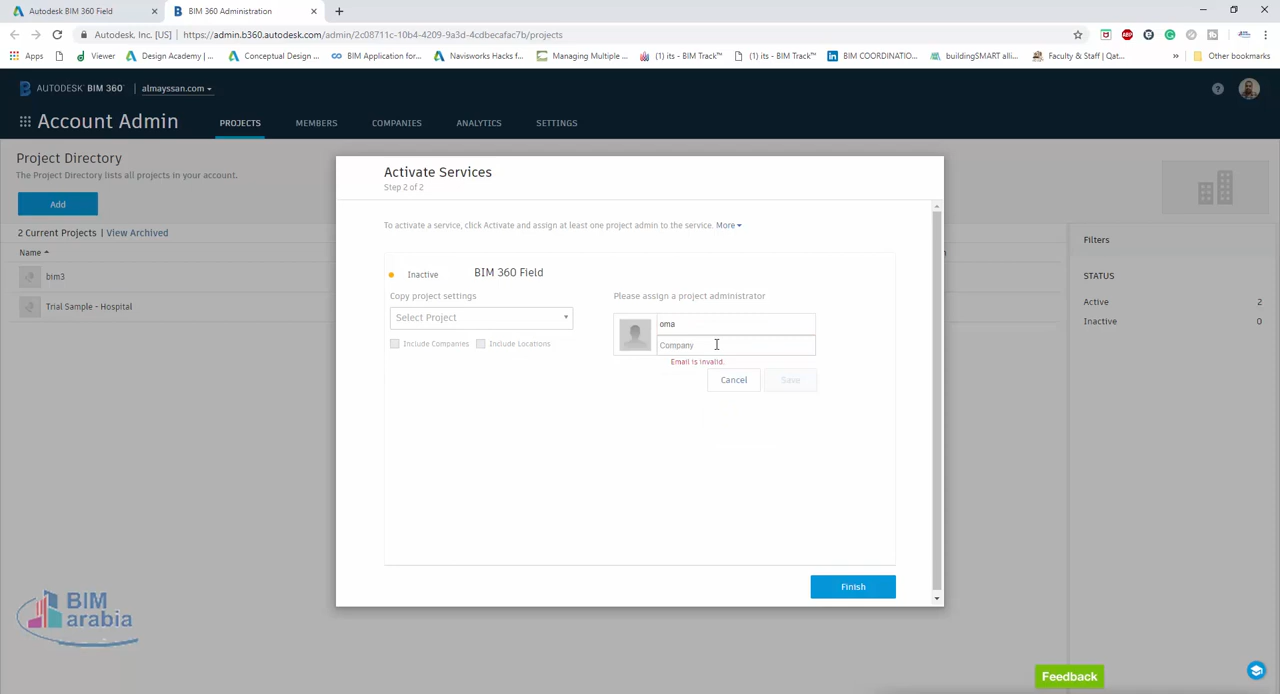 Autodesk BIM 360 Field
BIM 360 Administration
Autodesk, Inc. [US]
https://admin.b360.autodesk.com/admin/2c08711c-10b4-4209-9a3d-4cdbecafac7b/projects
Apps
Viewer
Design Academy | ...
Conceptual Design ...
BIM Application for...
Navisworks Hacks f...
Managing Multiple ...
(1) its - BIM Track™
(1) its - BIM Track™
BIM COORDINATIO...
buildingSMART alli...
Faculty & Staff | Qat...
»
Other bookmarks
AUTODESK® BIM 360°
almayssan.com
Account Admin
PROJECTS
MEMBERS
COMPANIES
ANALYTICS
SETTINGS
Project Directory
The Project Directory lists all projects in your account.
Add
2 Current Projects | View Archived
Name
bim3
Trial Sample - Hospital
Activate Services
Step 2 of 2
To activate a service, click Activate and assign at least one project admin to the service. More
Inactive
BIM 360 Field
Copy project settings
Select Project
Include Companies
Include Locations
Please assign a project administrator
oma
Company
Email is invalid.
Cancel
Save
Finish
Filters
STATUS
Active 2
Inactive 0
BIM
arabia
Feedback